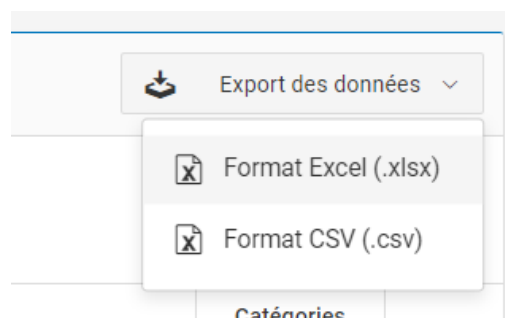 Export des données
Format Excel (.xlsx)
Format CSV (.csv)
Catégories